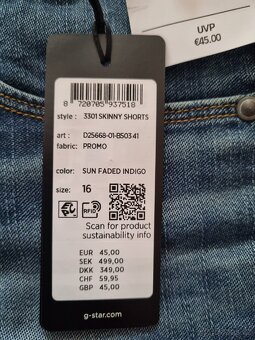 UVP
€45,00
8 720705 937518
style : 3301 SKINNY SHORTS
art : D25668-01-B503 41
fabric: PROMO
color: SUN FADED INDIGO
size: 16
RFID
Scan for product
sustainability info
EUR 45,00
SEK 499,00
DKK 349,00
CHF 59,95
GBP 45,00
g-star.com